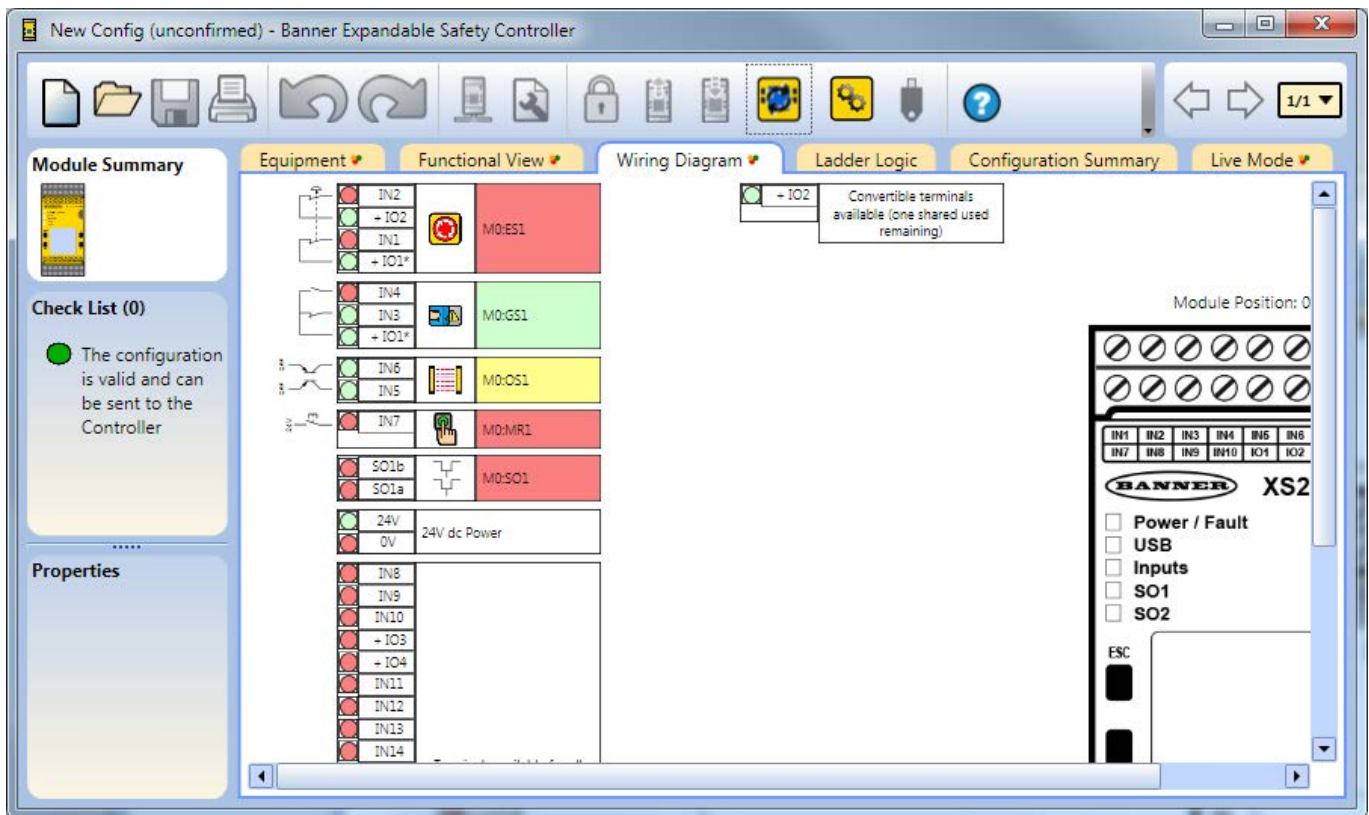 New Config (unconfirmed) - Banner Expandable Safety Controller
1/1
Module Summary
Equipment
Functional View
Wiring Diagram
Ladder Logic
Configuration Summary
Live Mode
Check List (0)
The configuration
is valid and can
be sent to the
Controller
Properties
IN2
+ IO2
IN1
+ IO1*
M0:ES1
IN4
IN3
+ IO1*
M0:GS1
IN6
IN5
M0:OS1
IN7
M0:MR1
SO1b
SO1a
M0:SO1
24V
0V
24V dc Power
IN8
IN9
IN10
+ IO3
+ IO4
IN11
IN12
IN13
IN14
+ IO2
Convertible terminals
available (one shared used
remaining)
Module Position: 0
IN1 IN2 IN3 IN4 IN5 IN6
IN7 IN8 IN9 IN10 IO1 IO2
BANNER XS2
Power / Fault
USB
Inputs
SO1
SO2
ESC